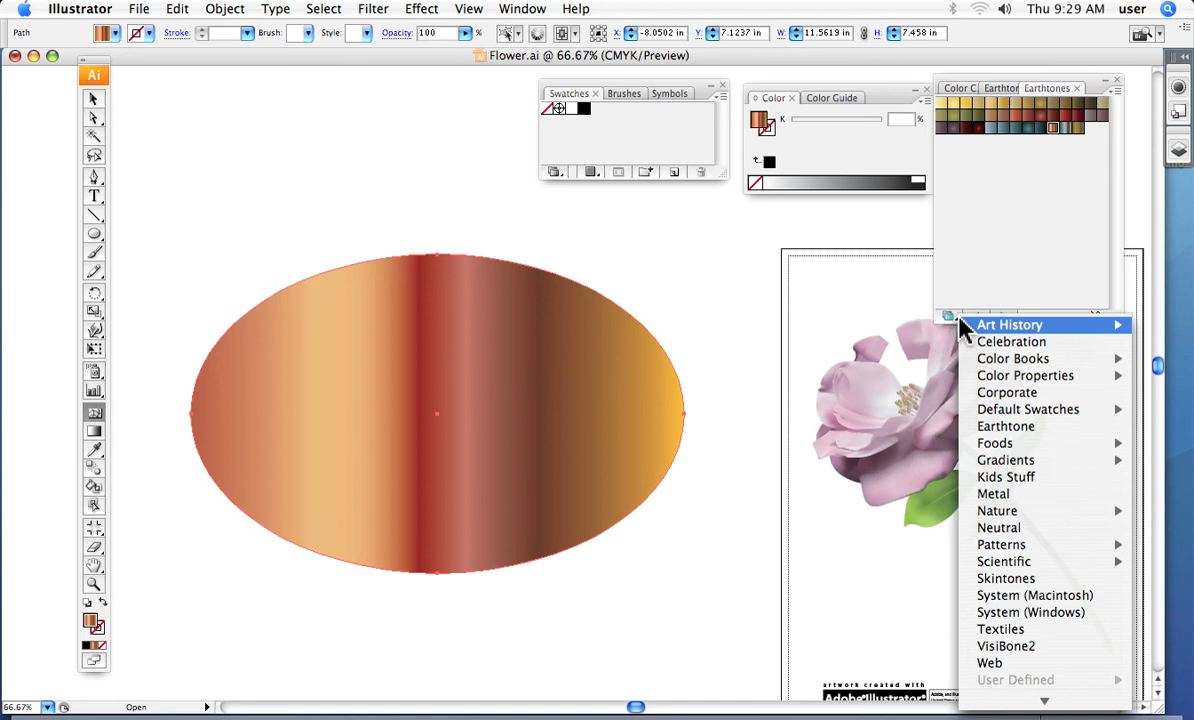 Illustrator File Edit Object Type Select Filter Effect View Window Help Thu 9:29 AM user
Path Stroke: Brush: Style: Opacity: 100 % X: -8.0502 in Y: 7.1237 in W: 11.5619 in H: 7.458 in
Flower.ai @ 66.67% (CMYK/Preview)
Ai
T
Swatches × Brushes Symbols
Color × Color Guide
K %
Color C Earthtor Earthtones ×
Art History
Celebration
Color Books
Color Properties
Corporate
Default Swatches
Earthtone
Foods
Gradients
Kids Stuff
Metal
Nature
Neutral
Patterns
Scientific
Skintones
System (Macintosh)
System (Windows)
Textiles
VisiBone2
Web
User Defined
artwork created with
Adobe Illustrator
66.67% Open